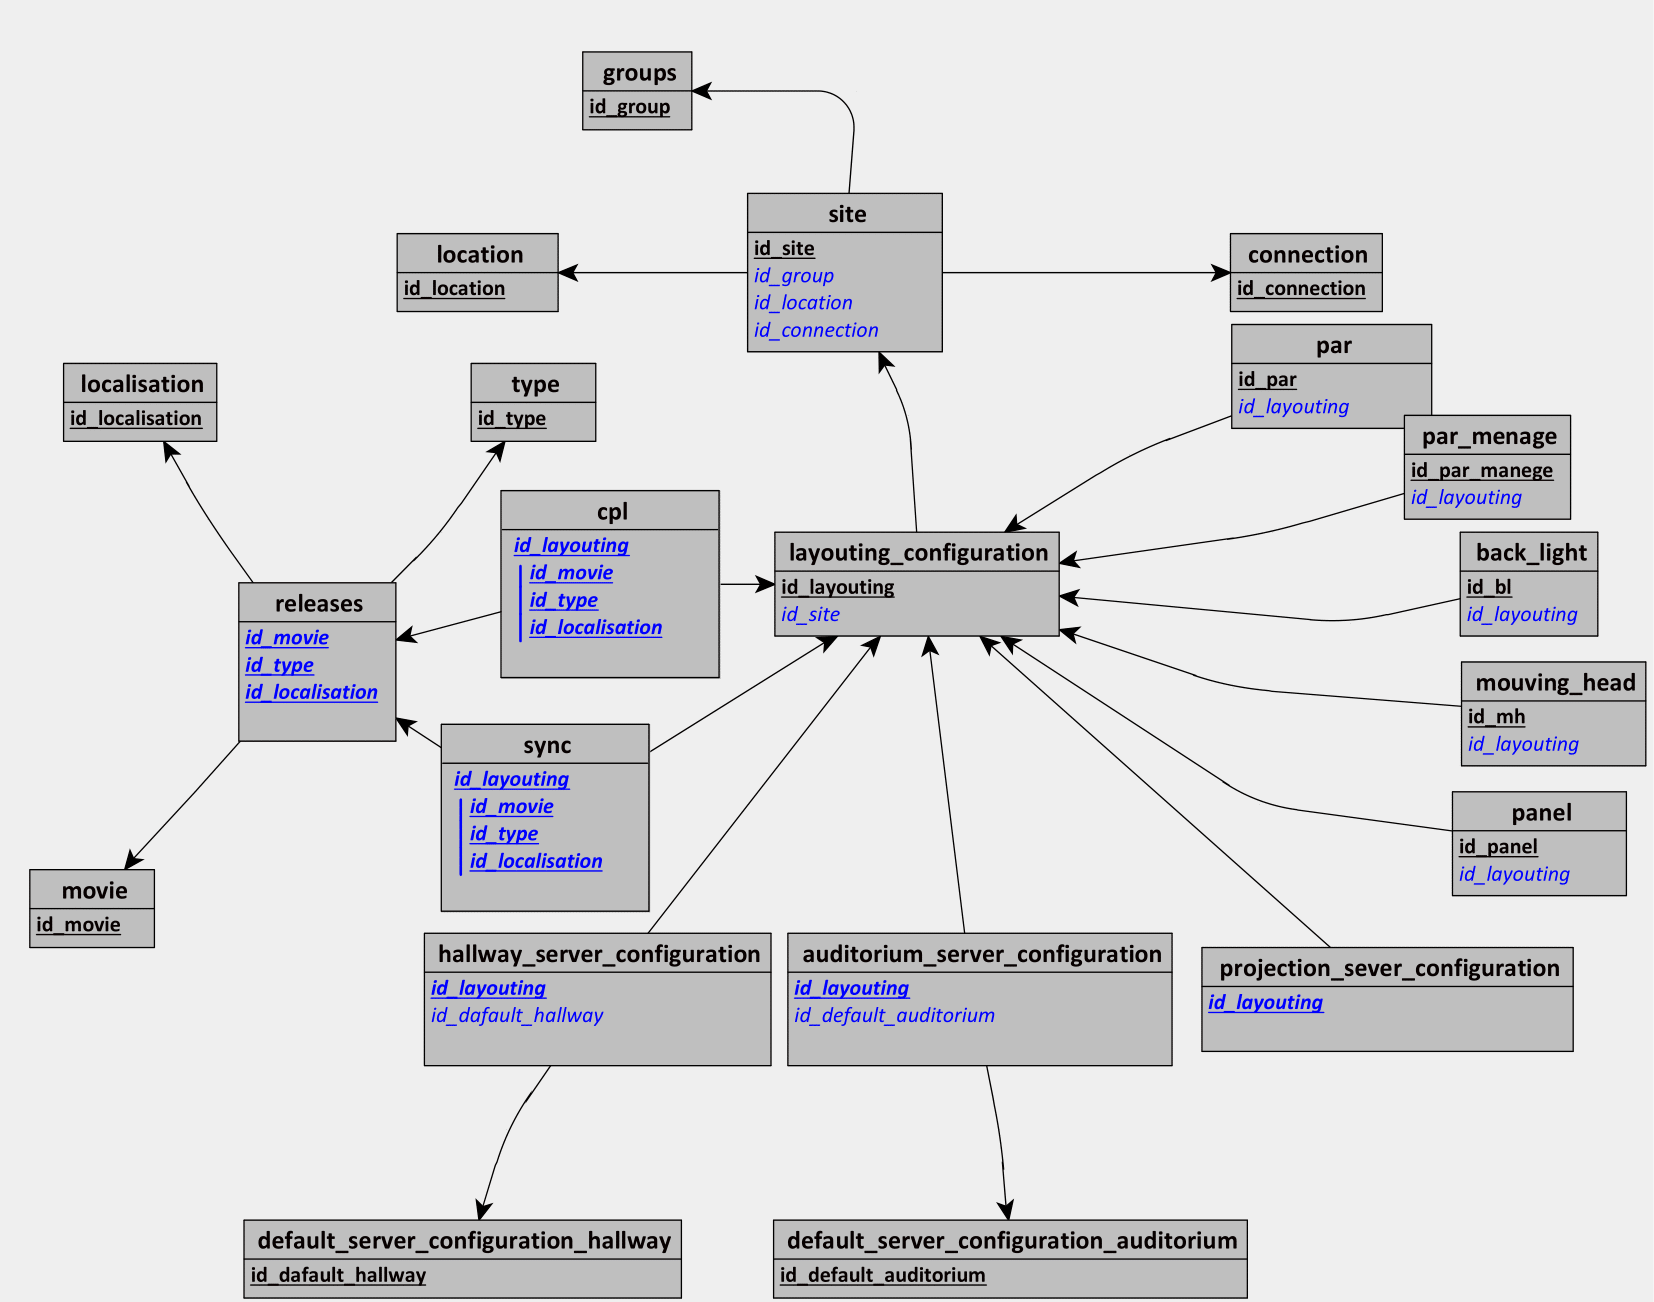 groups
id_group
site
id_site
id_group
id_location
id_connection
location
id_location
connection
id_connection
par
id_par
id_layouting
localisation
id_localisation
type
id_type
par_menage
id_par_manege
id_layouting
cpl
id_layouting
id_movie
id_type
id_localisation
layouting_configuration
id_layouting
id_site
back_light
id_bl
id_layouting
releases
id_movie
id_type
id_localisation
mouving_head
id_mh
id_layouting
sync
id_layouting
id_movie
id_type
id_localisation
panel
id_panel
id_layouting
movie
id_movie
hallway_server_configuration
id_layouting
id_dafault_hallway
auditorium_server_configuration
id_layouting
id_default_auditorium
projection_sever_configuration
id_layouting
default_server_configuration_hallway
id_dafault_hallway
default_server_configuration_auditorium
id_default_auditorium